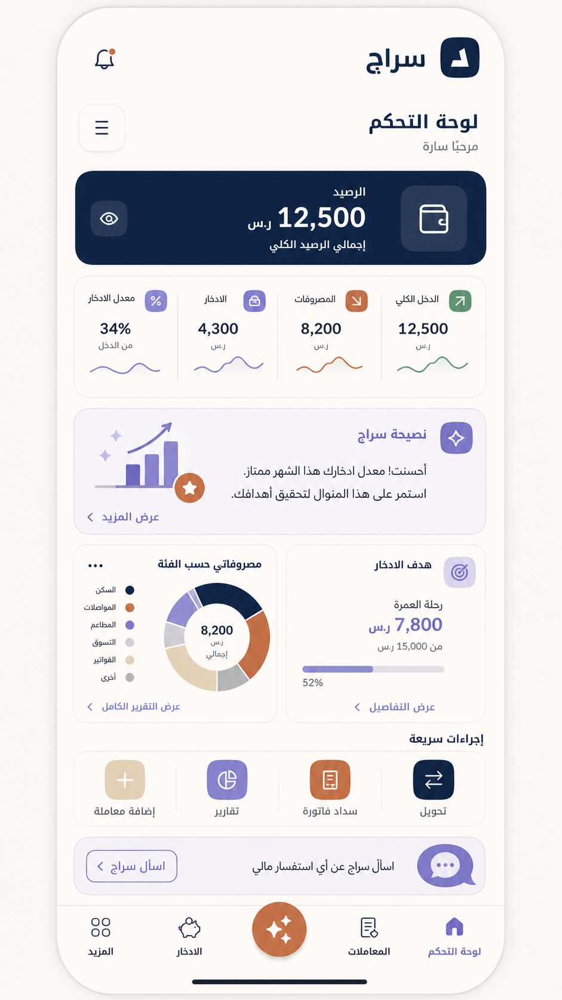 سراج
لوحة التحكم
مرحبًا سارة
الرصيد
12,500 ر.س
إجمالي الرصيد الكلي
الدخل الكلي
12,500
ر.س
المصروفات
8,200
ر.س
الادخار
4,300
ر.س
معدل الادخار
34%
من الدخل
نصيحة سراج
أحسنت! معدل ادخارك هذا الشهر ممتاز.
استمر على هذا المنوال لتحقيق أهدافك.
عرض المزيد
هدف الادخار
رحلة العمرة
7,800 ر.س
من 15,000 ر.س
52%
عرض التفاصيل
مصروفاتي حسب الفئة
8,200
ر.س
إجمالي
السكن
المواصلات
المطاعم
التسوق
الفواتير
أخرى
عرض التقرير الكامل
إجراءات سريعة
تحويل
سداد فاتورة
تقارير
إضافة معاملة
اسألْ سراج عن أي استفسار مالي
اسأل سراج
لوحة التحكم
المعاملات
الادخار
المزيد